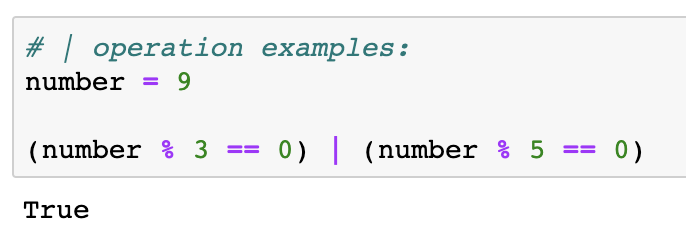 # | operation examples:
number = 9
(number % 3 == 0) | (number % 5 == 0)
True